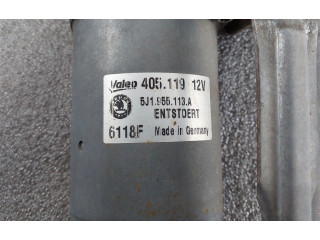 Valeo 405.119 12V
5J1.955.113.A
ENTSTOERT
6118F Made in Germany